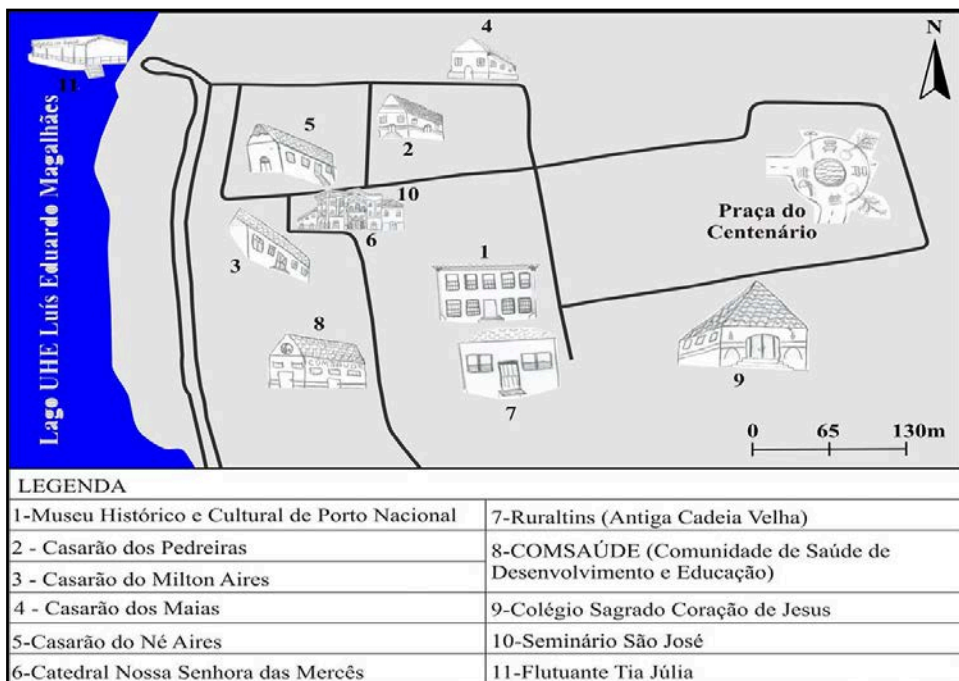 4
N
11
5
2
10
Praça do
Centenário
6
1
3
8
COMSAÚDE
7
9
0 65 130m
Lago UHE Luís Eduardo Magalhães
LEGENDA
1-Museu Histórico e Cultural de Porto Nacional
2 - Casarão dos Pedreiras
3 - Casarão do Milton Aires
4 - Casarão dos Maias
5-Casarão do Né Aires
6-Catedral Nossa Senhora das Mercês
7-Ruraltins (Antiga Cadeia Velha)
8-COMSAÚDE (Comunidade de Saúde de
Desenvolvimento e Educação)
9-Colégio Sagrado Coração de Jesus
10-Seminário São José
11-Flutuante Tia Júlia